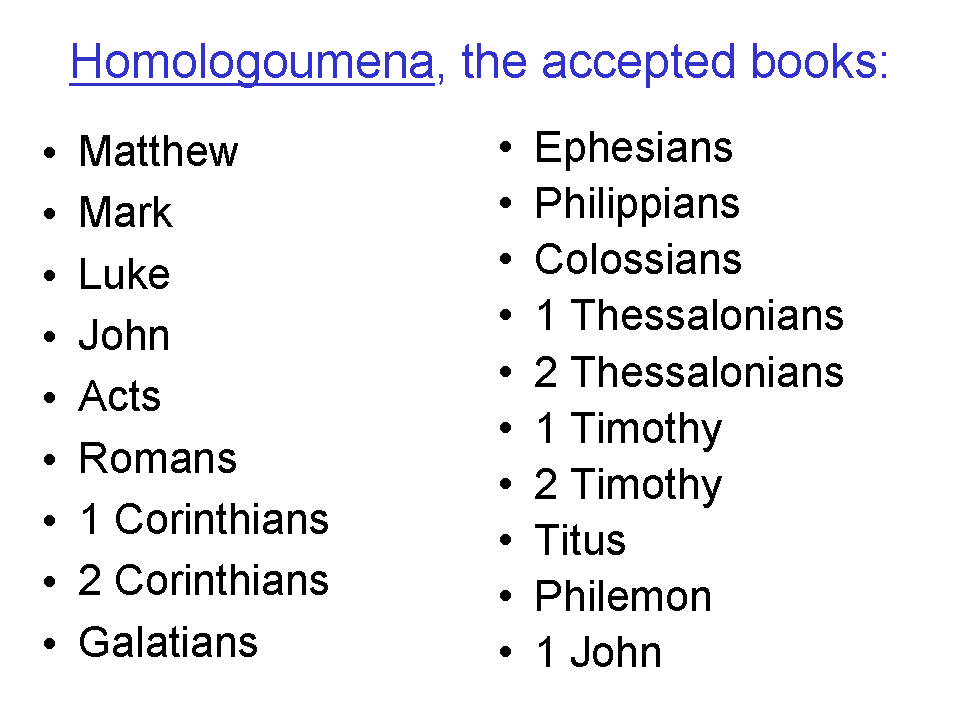 Homologoumena, the accepted books:
• Matthew
• Mark
• Luke
• John
• Acts
• Romans
• 1 Corinthians
• 2 Corinthians
• Galatians
• Ephesians
• Philippians
• Colossians
• 1 Thessalonians
• 2 Thessalonians
• 1 Timothy
• 2 Timothy
• Titus
• Philemon
• 1 John